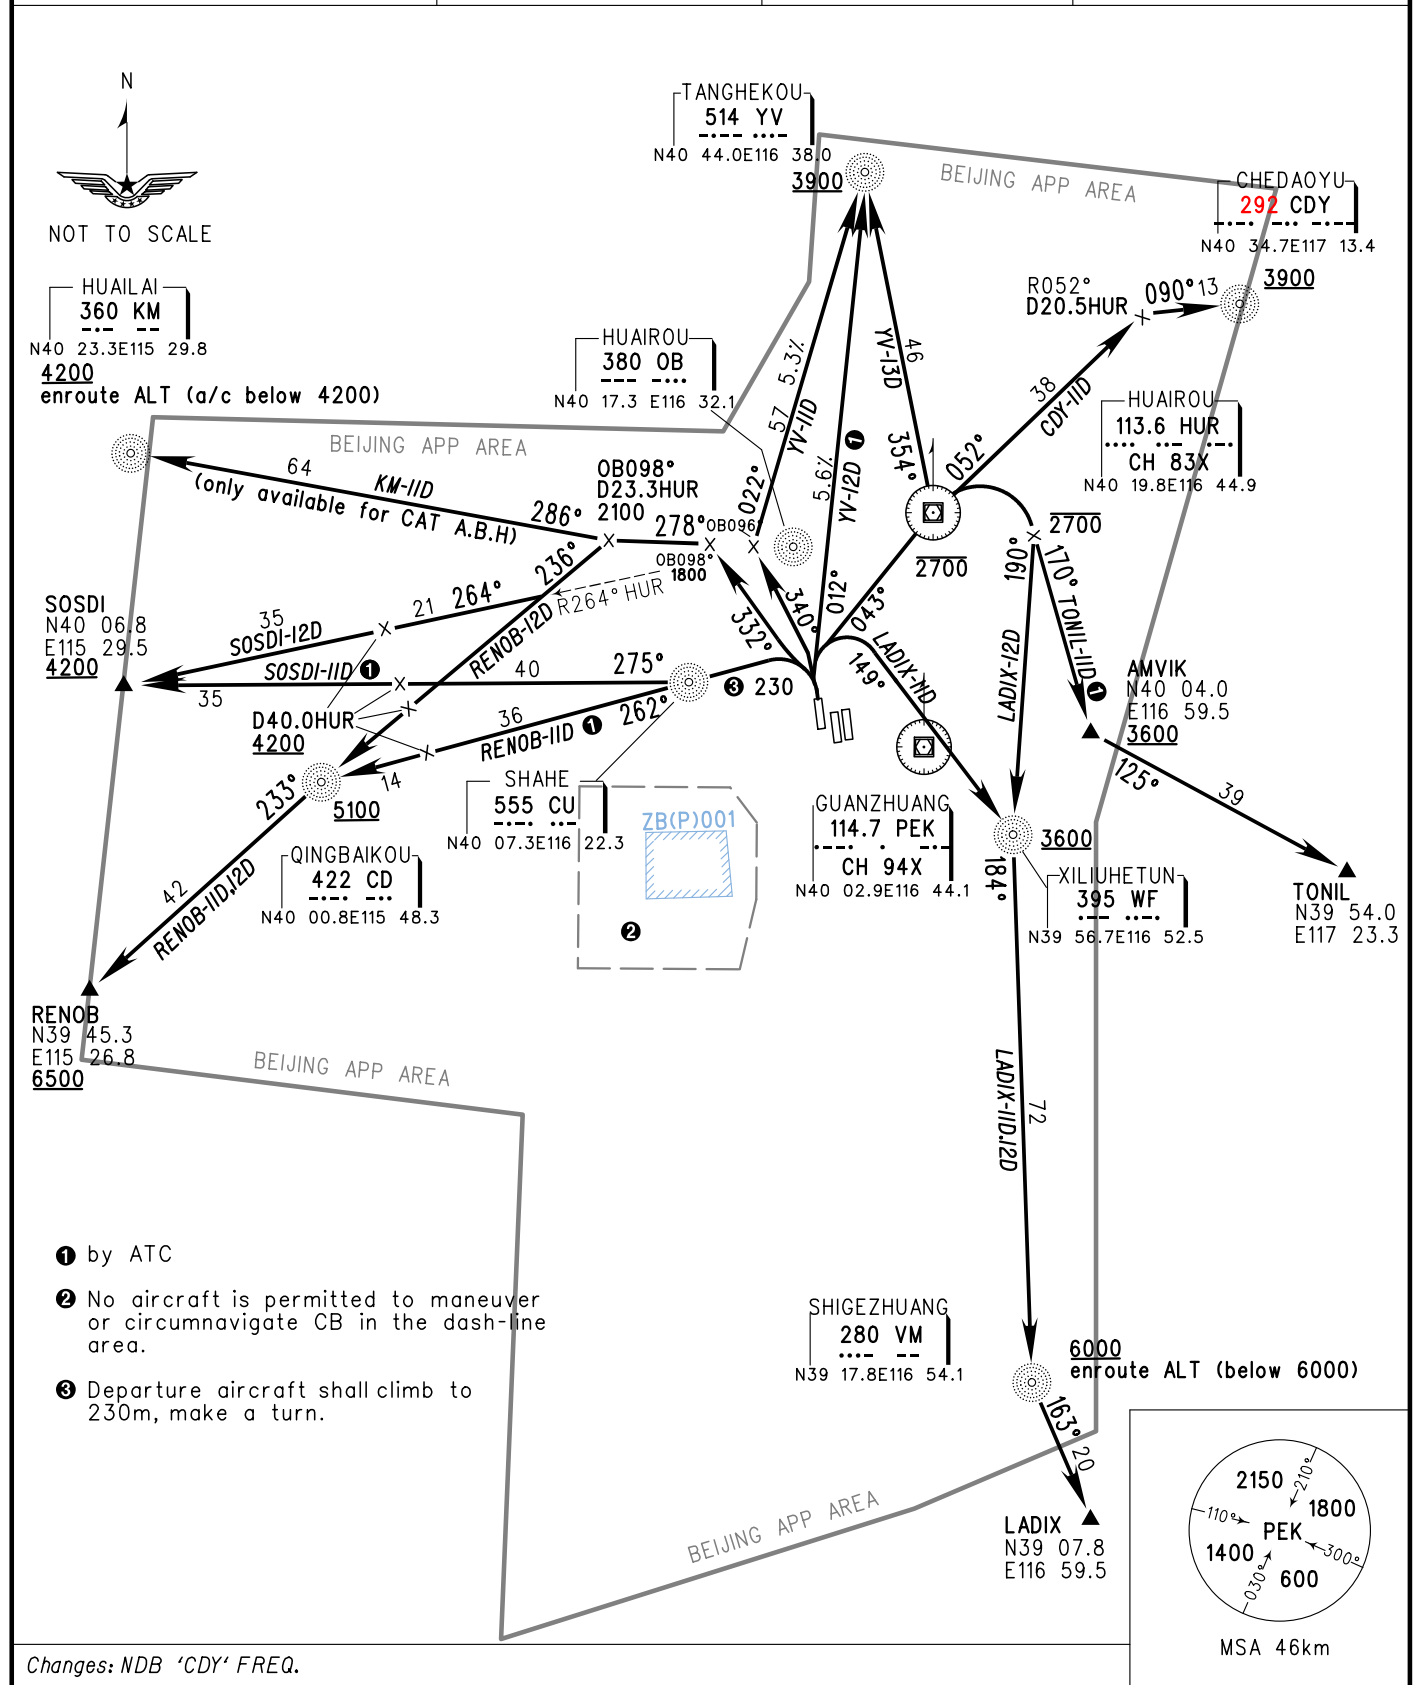 N
NOT TO SCALE
TANGHEKOU
514 YV
N40 44.0E116 38.0
3900
BEIJING APP AREA
CHEDAOYU
292 CDY
N40 34.7E117 13.4
3900
HUAILAI
360 KM
N40 23.3E115 29.8
4200
enroute ALT (a/c below 4200)
R052°
D20.5HUR
090°
13
HUAIROU
380 OB
N40 17.3 E116 32.1
57 5.3%
YV-11D
022°
5.6%
YV-12D ❶
012°
46
YV-13D
354°
38
CDY-11D
052°
HUAIROU
113.6 HUR
CH 83X
N40 19.8E116 44.9
BEIJING APP AREA
64
KM-11D
(only available for CAT A.B.H)
286°
OB098°
D23.3HUR
2100
278°
OB096°
OB098°
1800
2700
2700
236°
RENOB-12D
R264° HUR
340°
332°
043°
190°
LADIX-12D
170°
TONIL-11D ❶
SOSDI
N40 06.8
E115 29.5
4200
35
SOSDI-12D
21
264°
SOSDI-11D ❶
35
40
275°
❸ 230
LADIX-11D
149°
AMVIK
N40 04.0
E116 59.5
3600
D40.0HUR
4200
36
RENOB-11D ❶
262°
14
125°
39
233°
5100
SHAHE
555 CU
N40 07.3E116 22.3
ZB(P)001
❷
GUANZHUANG
114.7 PEK
CH 94X
N40 02.9E116 44.1
3600
184°
XILIUHETUN
395 WF
N39 56.7E116 52.5
TONIL
N39 54.0
E117 23.3
QINGBAIKOU
422 CD
N40 00.8E115 48.3
42
RENOB-11D,12D
RENOB
N39 45.3
E115 26.8
6500
BEIJING APP AREA
LADIX-11D.12D
72
❶ by ATC
❷ No aircraft is permitted to maneuver
or circumnavigate CB in the dash-line
area.
❸ Departure aircraft shall climb to
230m, make a turn.
SHIGEZHUANG
280 VM
N39 17.8E116 54.1
6000
enroute ALT (below 6000)
163°
20
LADIX
N39 07.8
E116 59.5
BEIJING APP AREA
2150
210°
1800
110°
PEK
1400
300°
030°
600
MSA 46km
Changes: NDB 'CDY' FREQ.